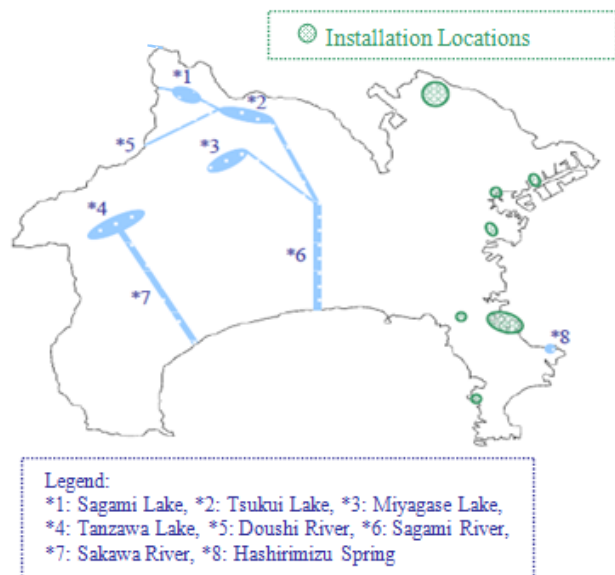 Installation Locations
*1
*2
*3
*5
*4
*6
*7
*8
Legend:
*1: Sagami Lake, *2: Tsukui Lake, *3: Miyagase Lake,
*4: Tanzawa Lake, *5: Doushi River, *6: Sagami River,
*7: Sakawa River, *8: Hashirimizu Spring